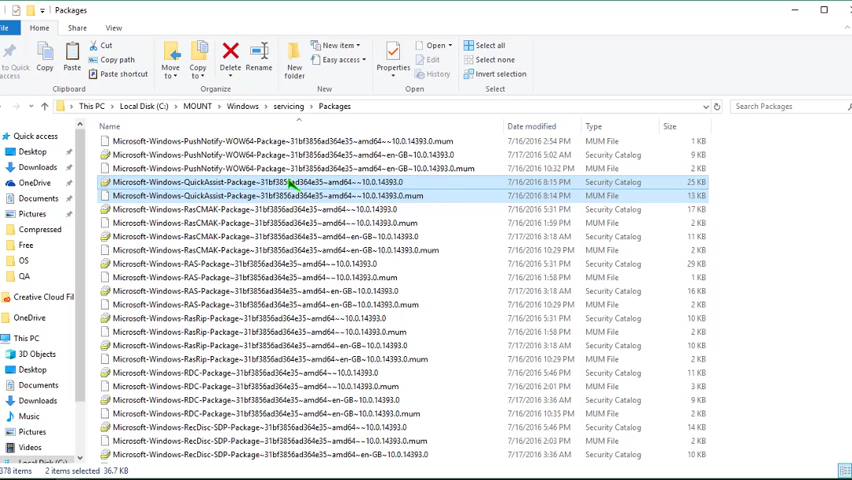 Packages
File Home Share View
to Quick access
Copy
Paste
Cut
Copy path
Paste shortcut
Clipboard
Move to
Copy to
Delete
Rename
Organize
New folder
New item
Easy access
New
Properties
Open
Edit
History
Open
Select all
Select none
Invert selection
Select
This PC > Local Disk (C:) > MOUNT > Windows > servicing > Packages
Search Packages
Name Date modified Type Size
Quick access
Desktop
Downloads
OneDrive
Documents
Pictures
Compressed
Free
OS
QA
Creative Cloud Fil
OneDrive
This PC
3D Objects
Desktop
Documents
Downloads
Music
Pictures
Videos
Local Disk (C:)
Microsoft-Windows-PushNotify-WOW64-Package~31bf3856ad364e35~amd64~~10.0.14393.0.mum 7/16/2016 2:54 PM MUM File 1 KB
Microsoft-Windows-PushNotify-WOW64-Package~31bf3856ad364e35~amd64~en-GB~10.0.14393.0 7/17/2016 5:02 AM Security Catalog 9 KB
Microsoft-Windows-PushNotify-WOW64-Package~31bf3856ad364e35~amd64~en-GB~10.0.14393.0.mum 7/16/2016 10:32 PM MUM File 2 KB
Microsoft-Windows-QuickAssist-Package~31bf3856ad364e35~amd64~~10.0.14393.0 7/16/2016 8:15 PM Security Catalog 25 KB
Microsoft-Windows-QuickAssist-Package~31bf3856ad364e35~amd64~~10.0.14393.0.mum 7/16/2016 8:14 PM MUM File 13 KB
Microsoft-Windows-RasCMAK-Package~31bf3856ad364e35~amd64~~10.0.14393.0 7/16/2016 5:31 PM Security Catalog 17 KB
Microsoft-Windows-RasCMAK-Package~31bf3856ad364e35~amd64~~10.0.14393.0.mum 7/16/2016 1:59 PM MUM File 2 KB
Microsoft-Windows-RasCMAK-Package~31bf3856ad364e35~amd64~en-GB~10.0.14393.0 7/17/2016 3:18 AM Security Catalog 11 KB
Microsoft-Windows-RasCMAK-Package~31bf3856ad364e35~amd64~en-GB~10.0.14393.0.mum 7/16/2016 10:29 PM MUM File 2 KB
Microsoft-Windows-RAS-Package~31bf3856ad364e35~amd64~~10.0.14393.0 7/16/2016 5:31 PM Security Catalog 29 KB
Microsoft-Windows-RAS-Package~31bf3856ad364e35~amd64~~10.0.14393.0.mum 7/16/2016 1:58 PM MUM File 2 KB
Microsoft-Windows-RAS-Package~31bf3856ad364e35~amd64~en-GB~10.0.14393.0 7/17/2016 3:18 AM Security Catalog 16 KB
Microsoft-Windows-RAS-Package~31bf3856ad364e35~amd64~en-GB~10.0.14393.0.mum 7/16/2016 10:29 PM MUM File 2 KB
Microsoft-Windows-RasRip-Package~31bf3856ad364e35~amd64~~10.0.14393.0 7/16/2016 5:31 PM Security Catalog 10 KB
Microsoft-Windows-RasRip-Package~31bf3856ad364e35~amd64~~10.0.14393.0.mum 7/16/2016 1:58 PM MUM File 2 KB
Microsoft-Windows-RasRip-Package~31bf3856ad364e35~amd64~en-GB~10.0.14393.0 7/17/2016 3:18 AM Security Catalog 10 KB
Microsoft-Windows-RasRip-Package~31bf3856ad364e35~amd64~en-GB~10.0.14393.0.mum 7/16/2016 10:29 PM MUM File 2 KB
Microsoft-Windows-RDC-Package~31bf3856ad364e35~amd64~~10.0.14393.0 7/16/2016 5:46 PM Security Catalog 11 KB
Microsoft-Windows-RDC-Package~31bf3856ad364e35~amd64~~10.0.14393.0.mum 7/16/2016 2:01 PM MUM File 3 KB
Microsoft-Windows-RDC-Package~31bf3856ad364e35~amd64~en-GB~10.0.14393.0 7/17/2016 3:36 AM Security Catalog 9 KB
Microsoft-Windows-RDC-Package~31bf3856ad364e35~amd64~en-GB~10.0.14393.0.mum 7/16/2016 10:35 PM MUM File 2 KB
Microsoft-Windows-RecDisc-SDP-Package~31bf3856ad364e35~amd64~~10.0.14393.0 7/16/2016 5:46 PM Security Catalog 14 KB
Microsoft-Windows-RecDisc-SDP-Package~31bf3856ad364e35~amd64~~10.0.14393.0.mum 7/16/2016 2:03 PM MUM File 2 KB
Microsoft-Windows-RecDisc-SDP-Package~31bf3856ad364e35~amd64~en-GB~10.0.14393.0 7/17/2016 3:36 AM Security Catalog 10 KB
378 items 2 items selected 36.7 KB